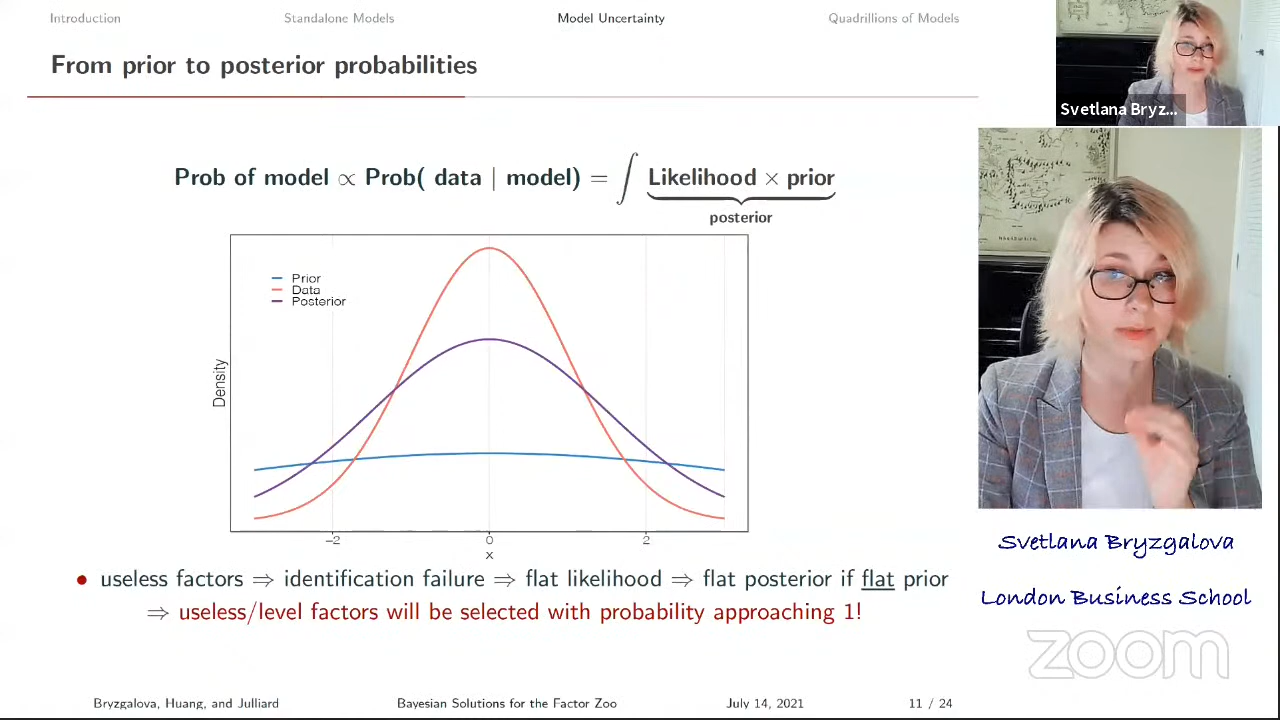 Introduction
Standalone Models
Model Uncertainty
Quadrillions of Models
From prior to posterior probabilities
Svetlana Bryz...
Prob of model ∝ Prob( data | model) = ∫ Likelihood × prior
posterior
Prior
Data
Posterior
Density
−2
0
2
x
• useless factors ⇒ identification failure ⇒ flat likelihood ⇒ flat posterior if flat prior
⇒ useless/level factors will be selected with probability approaching 1!
Svetlana Bryzgalova
London Business School
zoom
Bryzgalova, Huang, and Julliard
Bayesian Solutions for the Factor Zoo
July 14, 2021
11 / 24